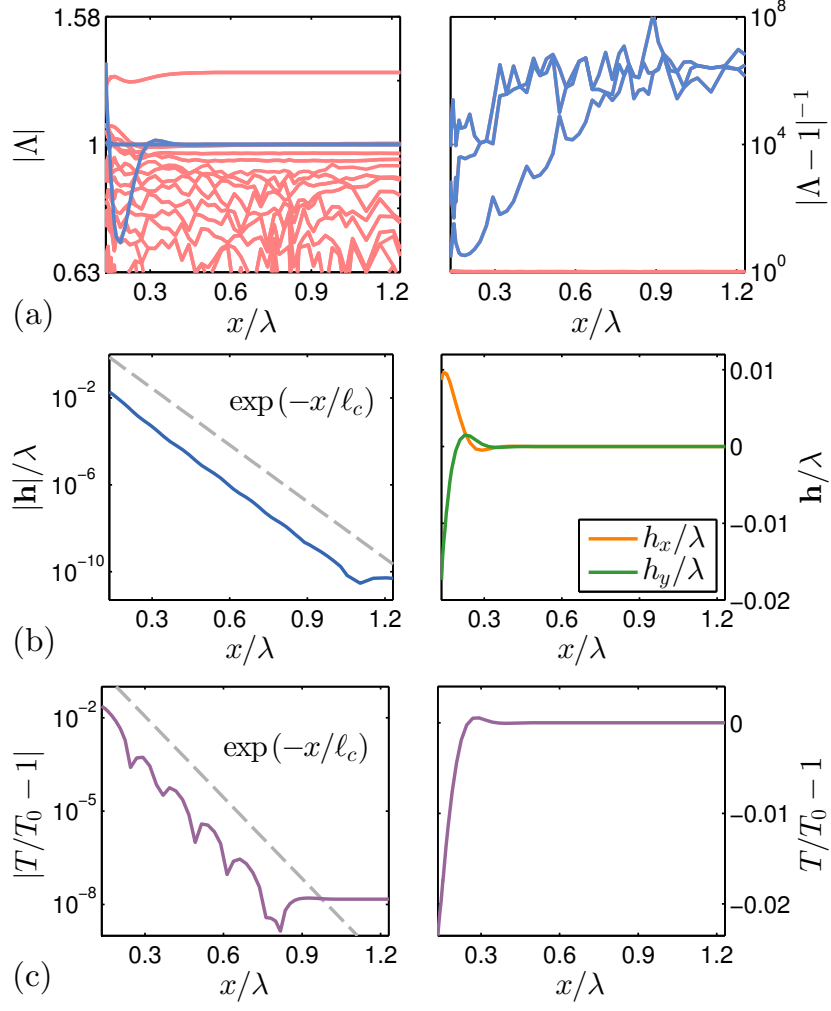 1.58
1
0.63
|Λ|
0.3 0.6 0.9 1.2
x/λ
(a)
10^8
10^4
10^0
|Λ − 1|^{−1}
0.3 0.6 0.9 1.2
x/λ
10^{−2}
10^{−6}
10^{−10}
|h|/λ
exp (−x/ℓ_c)
0.3 0.6 0.9 1.2
x/λ
(b)
0.01
0
−0.01
−0.02
h/λ
h_x/λ
h_y/λ
0.3 0.6 0.9 1.2
x/λ
10^{−2}
10^{−5}
10^{−8}
|T/T_0 − 1|
exp (−x/ℓ_c)
0.3 0.6 0.9 1.2
x/λ
(c)
0
−0.01
−0.02
T/T_0 − 1
0.3 0.6 0.9 1.2
x/λ